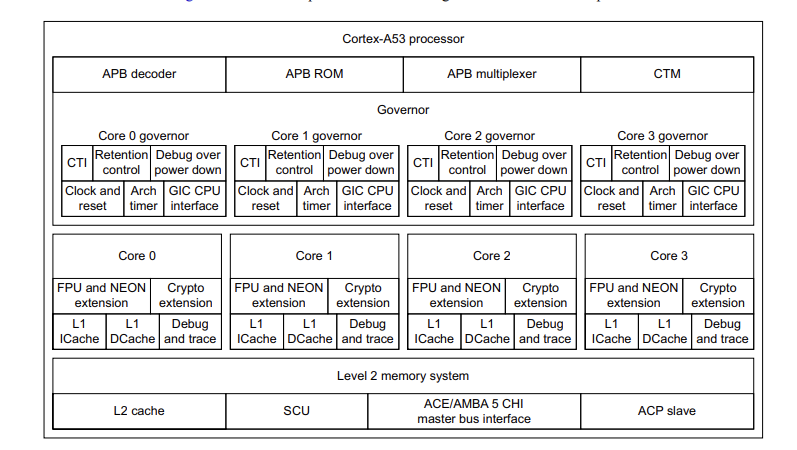 Cortex-A53 processor
APB decoder
APB ROM
APB multiplexer
CTM
Governor
Core 0 governor
Core 1 governor
Core 2 governor
Core 3 governor
CTI
Retention
control
Debug over
power down
CTI
Retention
control
Debug over
power down
CTI
Retention
control
Debug over
power down
CTI
Retention
control
Debug over
power down
Clock and
reset
Arch
timer
GIC CPU
interface
Clock and
reset
Arch
timer
GIC CPU
interface
Clock and
reset
Arch
timer
GIC CPU
interface
Clock and
reset
Arch
timer
GIC CPU
interface
Core 0
Core 1
Core 2
Core 3
FPU and NEON
extension
Crypto
extension
FPU and NEON
extension
Crypto
extension
FPU and NEON
extension
Crypto
extension
FPU and NEON
extension
Crypto
extension
L1
ICache
L1
DCache
Debug
and trace
L1
ICache
L1
DCache
Debug
and trace
L1
ICache
L1
DCache
Debug
and trace
L1
ICache
L1
DCache
Debug
and trace
Level 2 memory system
L2 cache
SCU
ACE/AMBA 5 CHI
master bus interface
ACP slave